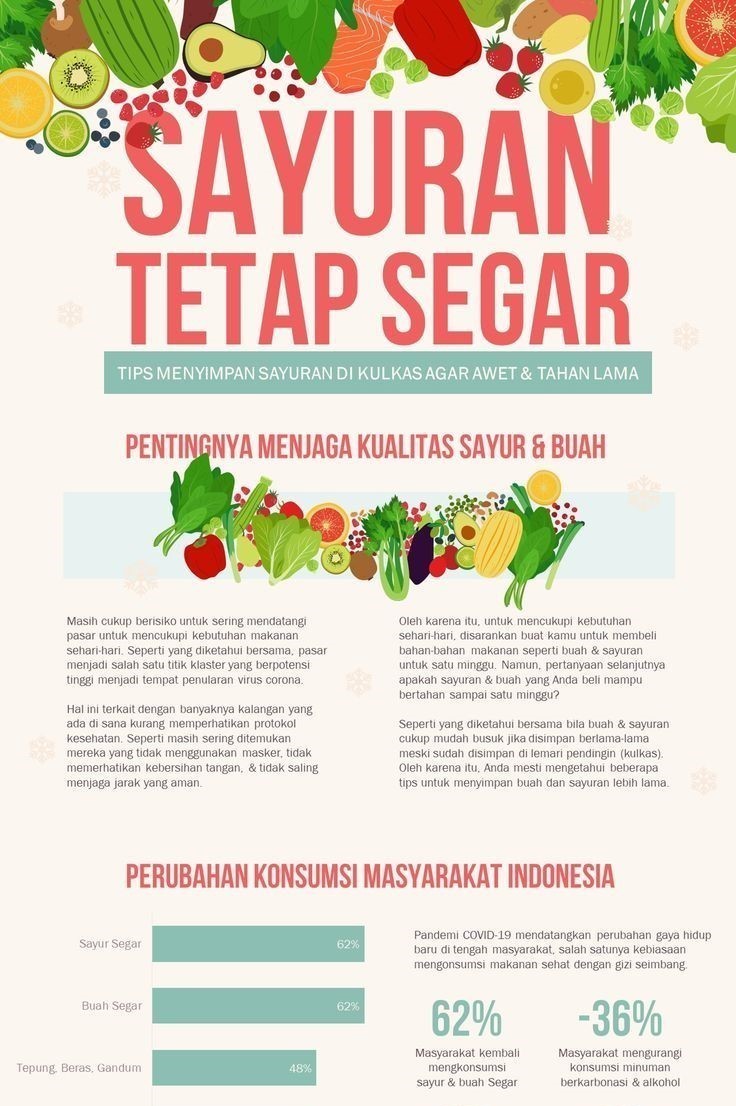 SAYURAN
TETAP SEGAR
TIPS MENYIMPAN SAYURAN DI KULKAS AGAR AWET & TAHAN LAMA
PENTINGNYA MENJAGA KUALITAS SAYUR & BUAH
Masih cukup berisiko untuk sering mendatangi
pasar untuk mencukupi kebutuhan makanan
sehari-hari. Seperti yang diketahui bersama, pasar
menjadi salah satu titik klaster yang berpotensi
tinggi menjadi tempat penularan virus corona.
Hal ini terkait dengan banyaknya kalangan yang
ada di sana kurang memperhatikan protokol
kesehatan. Seperti masih sering ditemukan
mereka yang tidak menggunakan masker, tidak
memerhatikan kebersihan tangan, & tidak saling
menjaga jarak yang aman.
Oleh karena itu, untuk mencukupi kebutuhan
sehari-hari, disarankan buat kamu untuk membeli
bahan-bahan makanan seperti buah & sayuran
untuk satu minggu. Namun, pertanyaan selanjutnya
apakah sayuran & buah yang Anda beli mampu
bertahan sampai satu minggu?
Seperti yang diketahui bersama bila buah & sayuran
cukup mudah busuk jika disimpan berlama-lama
meski sudah disimpan di lemari pendingin (kulkas).
Oleh karena itu, Anda mesti mengetahui beberapa
tips untuk menyimpan buah dan sayuran lebih lama.
PERUBAHAN KONSUMSI MASYARAKAT INDONESIA
Sayur Segar 62%
Buah Segar 62%
Tepung, Beras, Gandum 48%
Pandemi COVID-19 mendatangkan perubahan gaya hidup
baru di tengah masyarakat, salah satunya kebiasaan
mengonsumsi makanan sehat dengan gizi seimbang.
62%
Masyarakat kembali
mengkonsumsi
sayur & buah Segar
-36%
Masyarakat mengurangi
konsumsi minuman
berkarbonasi & alkohol